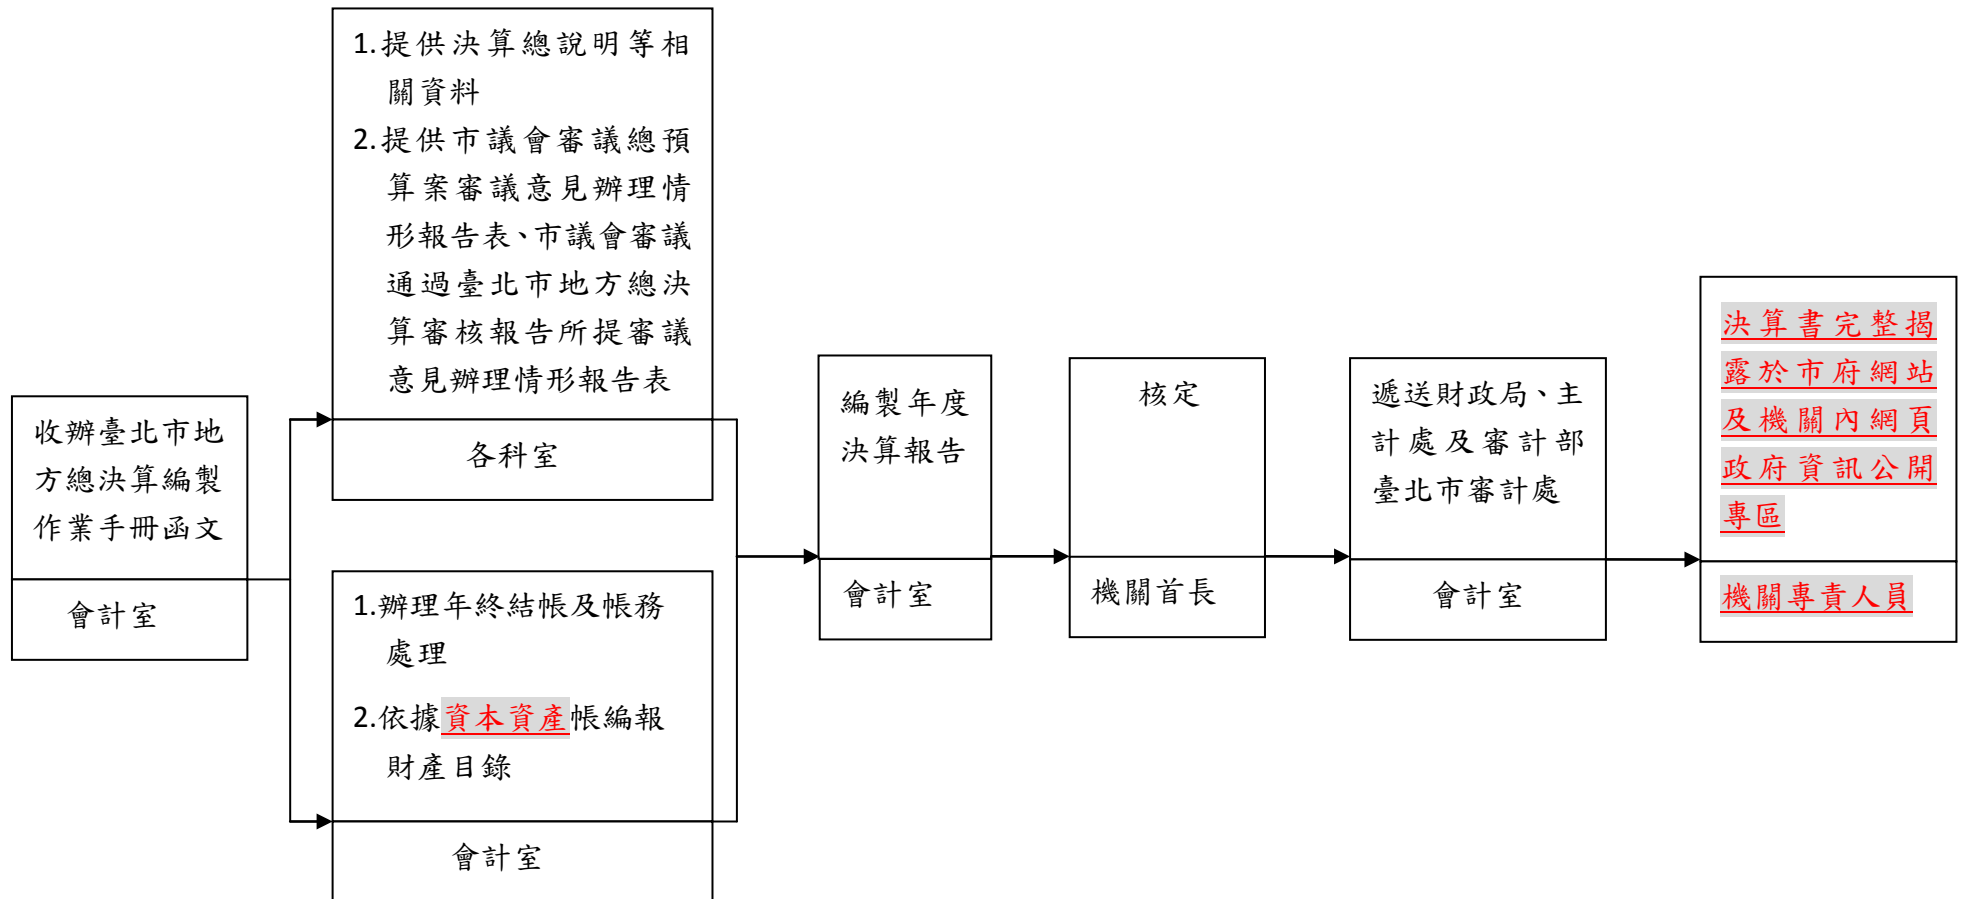 收辦臺北市地
方總決算編製
作業手冊函文
會計室
1.提供決算總說明等相
關資料
2.提供市議會審議總預
算案審議意見辦理情
形報告表、市議會審議
通過臺北市地方總決
算審核報告所提審議
意見辦理情形報告表
各科室
1.辦理年終結帳及帳務
處理
2.依據資本資產帳編報
財產目錄
會計室
編製年度
決算報告
會計室
核定
機關首長
遞送財政局、主
計處及審計部
臺北市審計處
會計室
決算書完整揭
露於市府網站
及機關內網頁
政府資訊公開
專區
機關專責人員